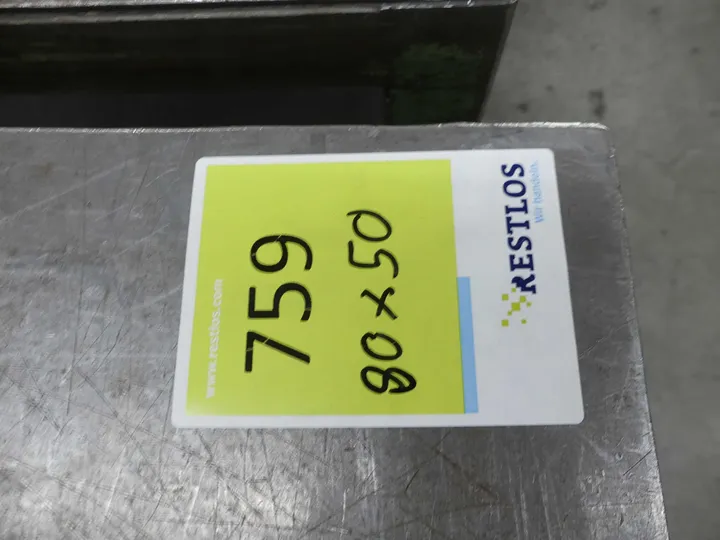 www.restlos.com
759
80 x 50
RESTLOS
Wir handeln.